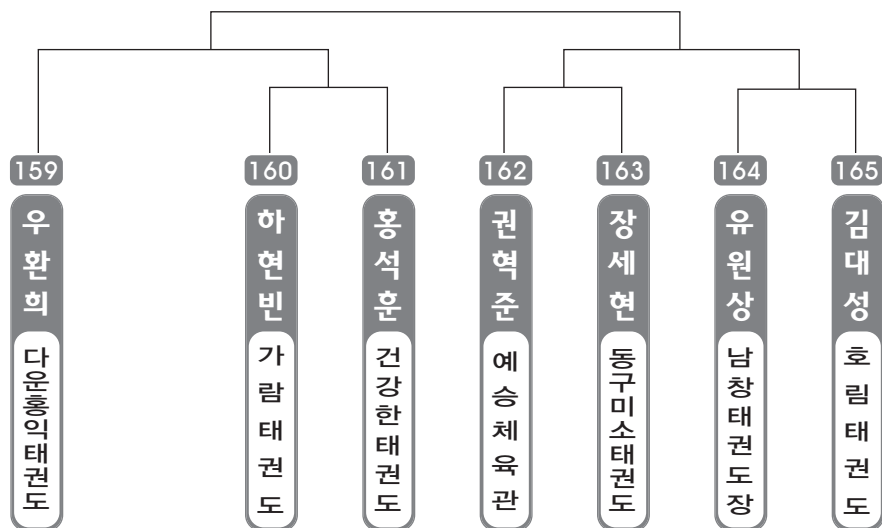 159
우환희
다운홍익태권도
160
하현빈
가람태권도
161
홍석훈
건강한태권도
162
권혁준
예승체육관
163
장세현
동구미소태권도
164
유원상
남창태권도장
165
김대성
호림태권도